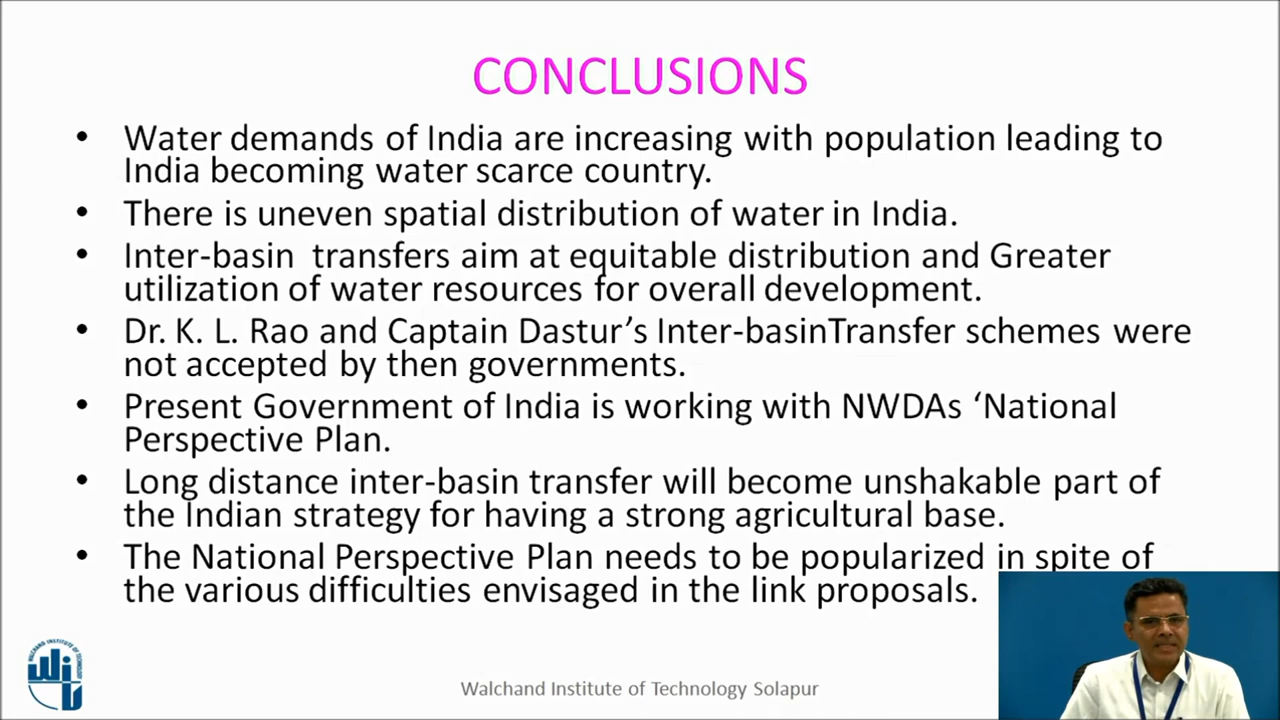 CONCLUSIONS
• Water demands of India are increasing with population leading to
India becoming water scarce country.
• There is uneven spatial distribution of water in India.
• Inter-basin  transfers aim at equitable distribution and Greater
utilization of water resources for overall development.
• Dr. K. L. Rao and Captain Dastur’s Inter-basinTransfer schemes were
not accepted by then governments.
• Present Government of India is working with NWDAs ‘National
Perspective Plan.
• Long distance inter-basin transfer will become unshakable part of
the Indian strategy for having a strong agricultural base.
• The National Perspective Plan needs to be popularized in spite of
the various difficulties envisaged in the link proposals.
WALCHAND INSTITUTE OF TECHNOLOGY
WIT
Walchand Institute of Technology Solapur